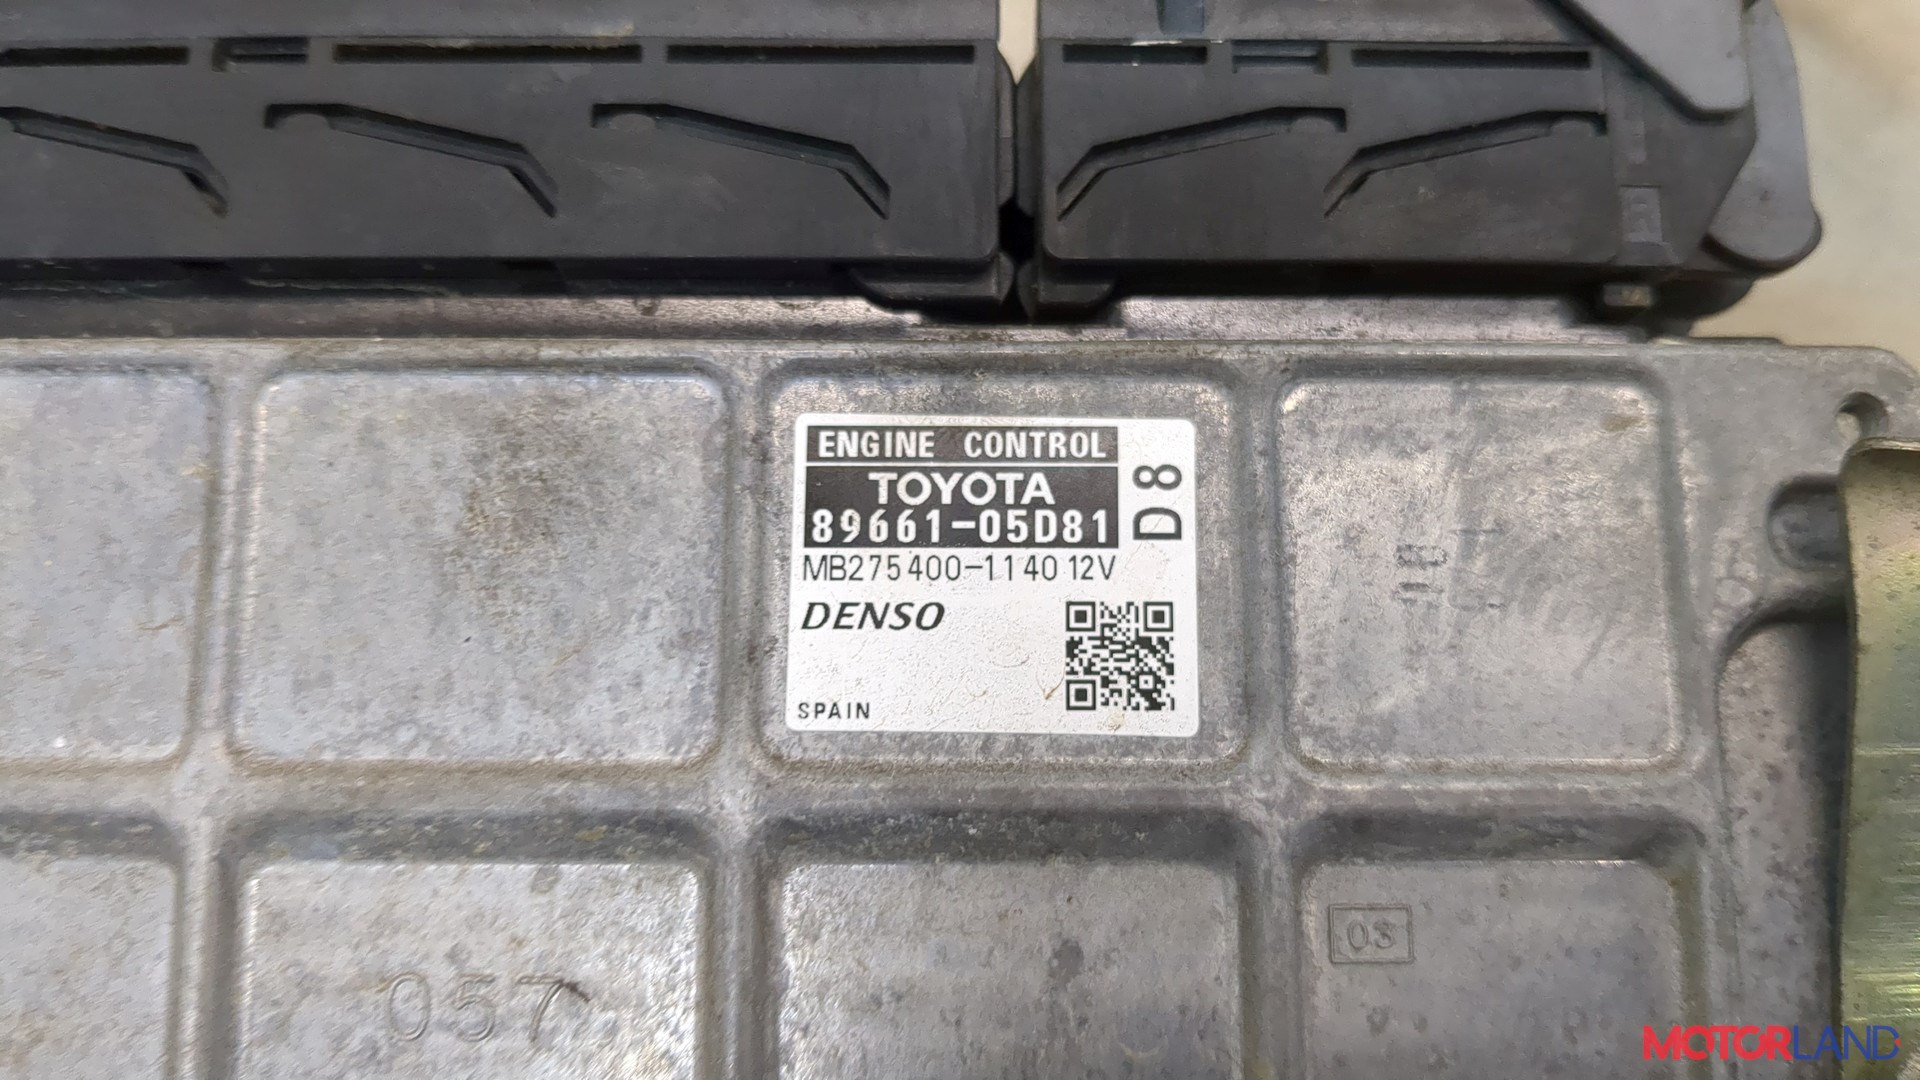 ENGINE CONTROL
TOYOTA
89661-05D81
D8
MB275400-1140 12V
DENSO
SPAIN
03
057
MOTORLAND